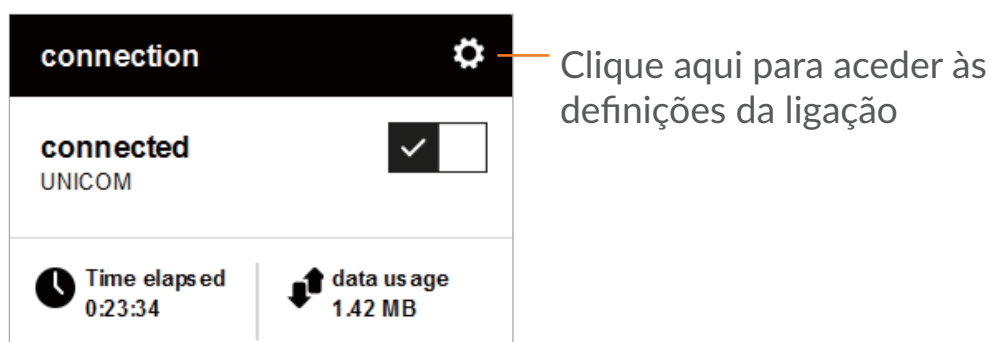 connection
Clique aqui para aceder às
definições da ligação
connected
UNICOM
Time elapsed
0:23:34
data usage
1.42 MB